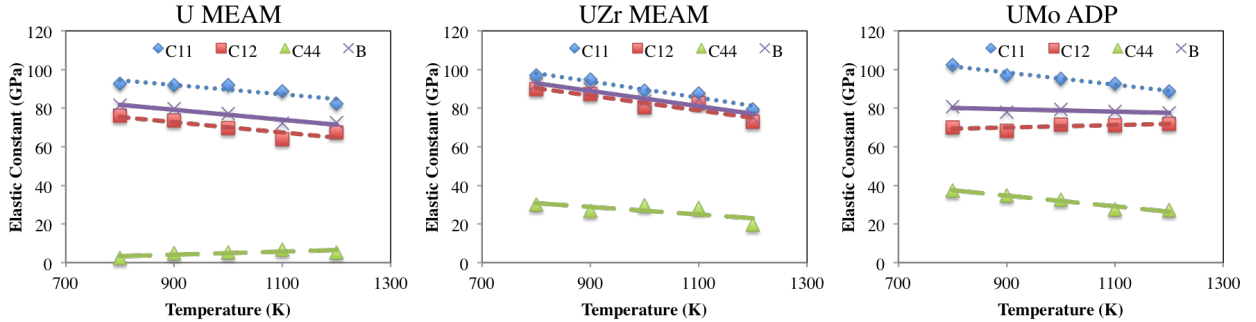 U MEAM
C11 C12 C44 B
Elastic Constant (GPa)
120
100
80
60
40
20
0
700 900 1100 1300
Temperature (K)
UZr MEAM
C11 C12 C44 B
Elastic Constant (GPa)
120
100
80
60
40
20
0
700 900 1100 1300
Temperature (K)
UMo ADP
C11 C12 C44 B
Elastic Constant (GPa)
120
100
80
60
40
20
0
700 900 1100 1300
Temperature (K)